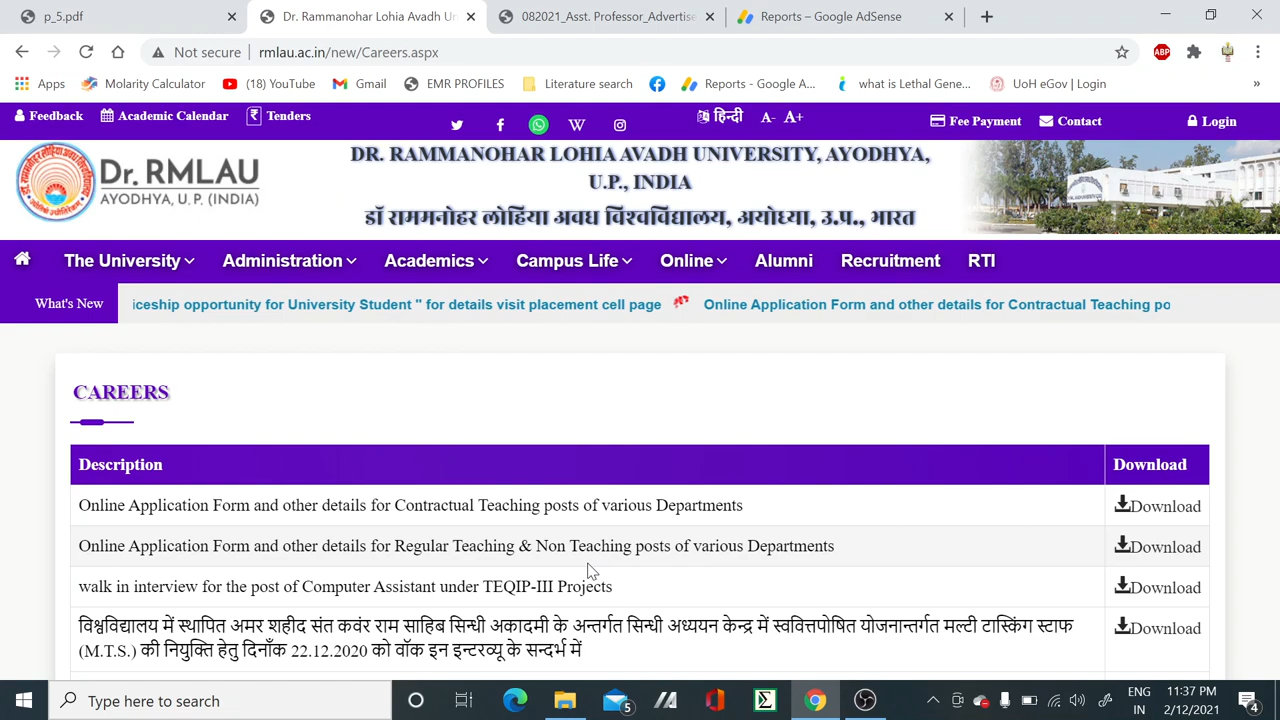 p_5.pdf
Dr. Rammanohar Lohia Avadh Un
082021_Asst. Professor_Advertise
Reports – Google AdSense
Not secure | rmlau.ac.in/new/Careers.aspx
ABP
Apps
Molarity Calculator
(18) YouTube
Gmail
EMR PROFILES
Literature search
Reports - Google A...
what is Lethal Gene...
UoH eGov | Login
»
Feedback
Academic Calendar
Tenders
हिन्दी
A-
A+
Fee Payment
Contact
Login
Dr. RMLAU
AYODHYA, U.P. (INDIA)
DR. RAMMANOHAR LOHIA AVADH UNIVERSITY, AYODHYA,
U.P., INDIA
डॉ राममनोहर लोहिया अवध विश्वविद्यालय, अयोध्या, उ.प्र., भारत
The University
Administration
Academics
Campus Life
Online
Alumni
Recruitment
RTI
What's New
iceship opportunity for University Student " for details visit placement cell page
Online Application Form and other details for Contractual Teaching po
CAREERS
Description
Download
Online Application Form and other details for Contractual Teaching posts of various Departments
Download
Online Application Form and other details for Regular Teaching & Non Teaching posts of various Departments
Download
walk in interview for the post of Computer Assistant under TEQIP-III Projects
Download
विश्वविद्यालय में स्थापित अमर शहीद संत कवंर राम साहिब सिन्धी अकादमी के अन्तर्गत सिन्धी अध्ययन केन्द्र में स्ववित्तपोषित योजनान्तर्गत मल्टी टास्किंग स्टाफ
(M.T.S.) की नियुक्ति हेतु दिनाँक 22.12.2020 को वॉक इन इन्टरव्यू के सन्दर्भ में
Download
Type here to search
5
ENG
IN
11:37 PM
2/12/2021
4